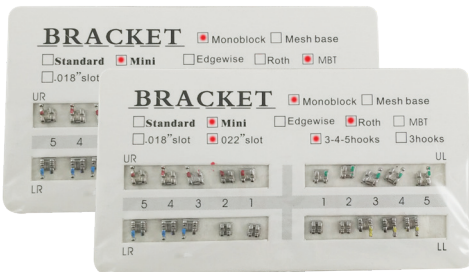 BRACKET Monoblock Mesh base
Standard Mini Edgewise Roth MBT
.018"slot
UR
5 4
LR
BRACKET Monoblock Mesh base
Standard Mini Edgewise Roth MBT
.018"slot 022"slot 3-4-5hooks 3hooks
UR UL
5 4 3 2 1 1 2 3 4 5
LR LL